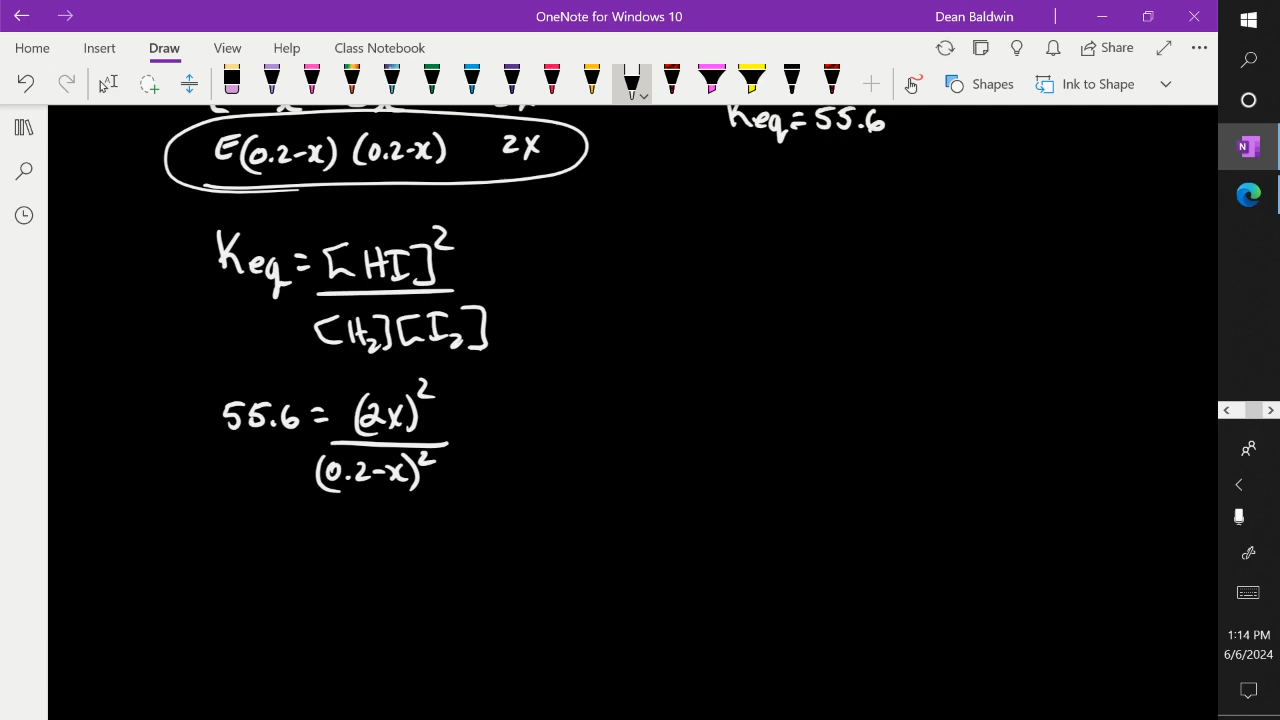 OneNote for Windows 10
Dean Baldwin
Home Insert Draw View Help Class Notebook
Share
Shapes
Ink to Shape
Keq = 55.6
E (0.2-x) (0.2-x) 2x
Keq = [HI]²
[H₂][I₂]
55.6 = (2x)²
(0.2-x)²
1:14 PM
6/6/2024